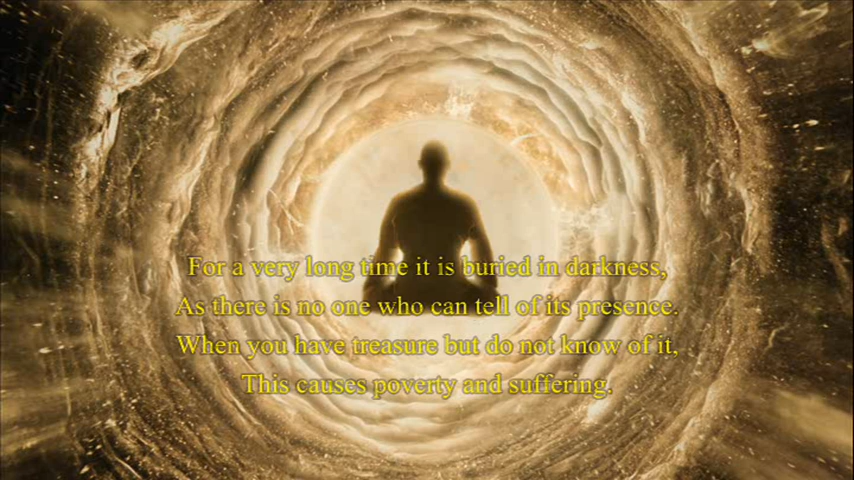 For a very long time it is buried in darkness,
As there is no one who can tell of its presence.
When you have treasure but do not know of it,
This causes poverty and suffering.